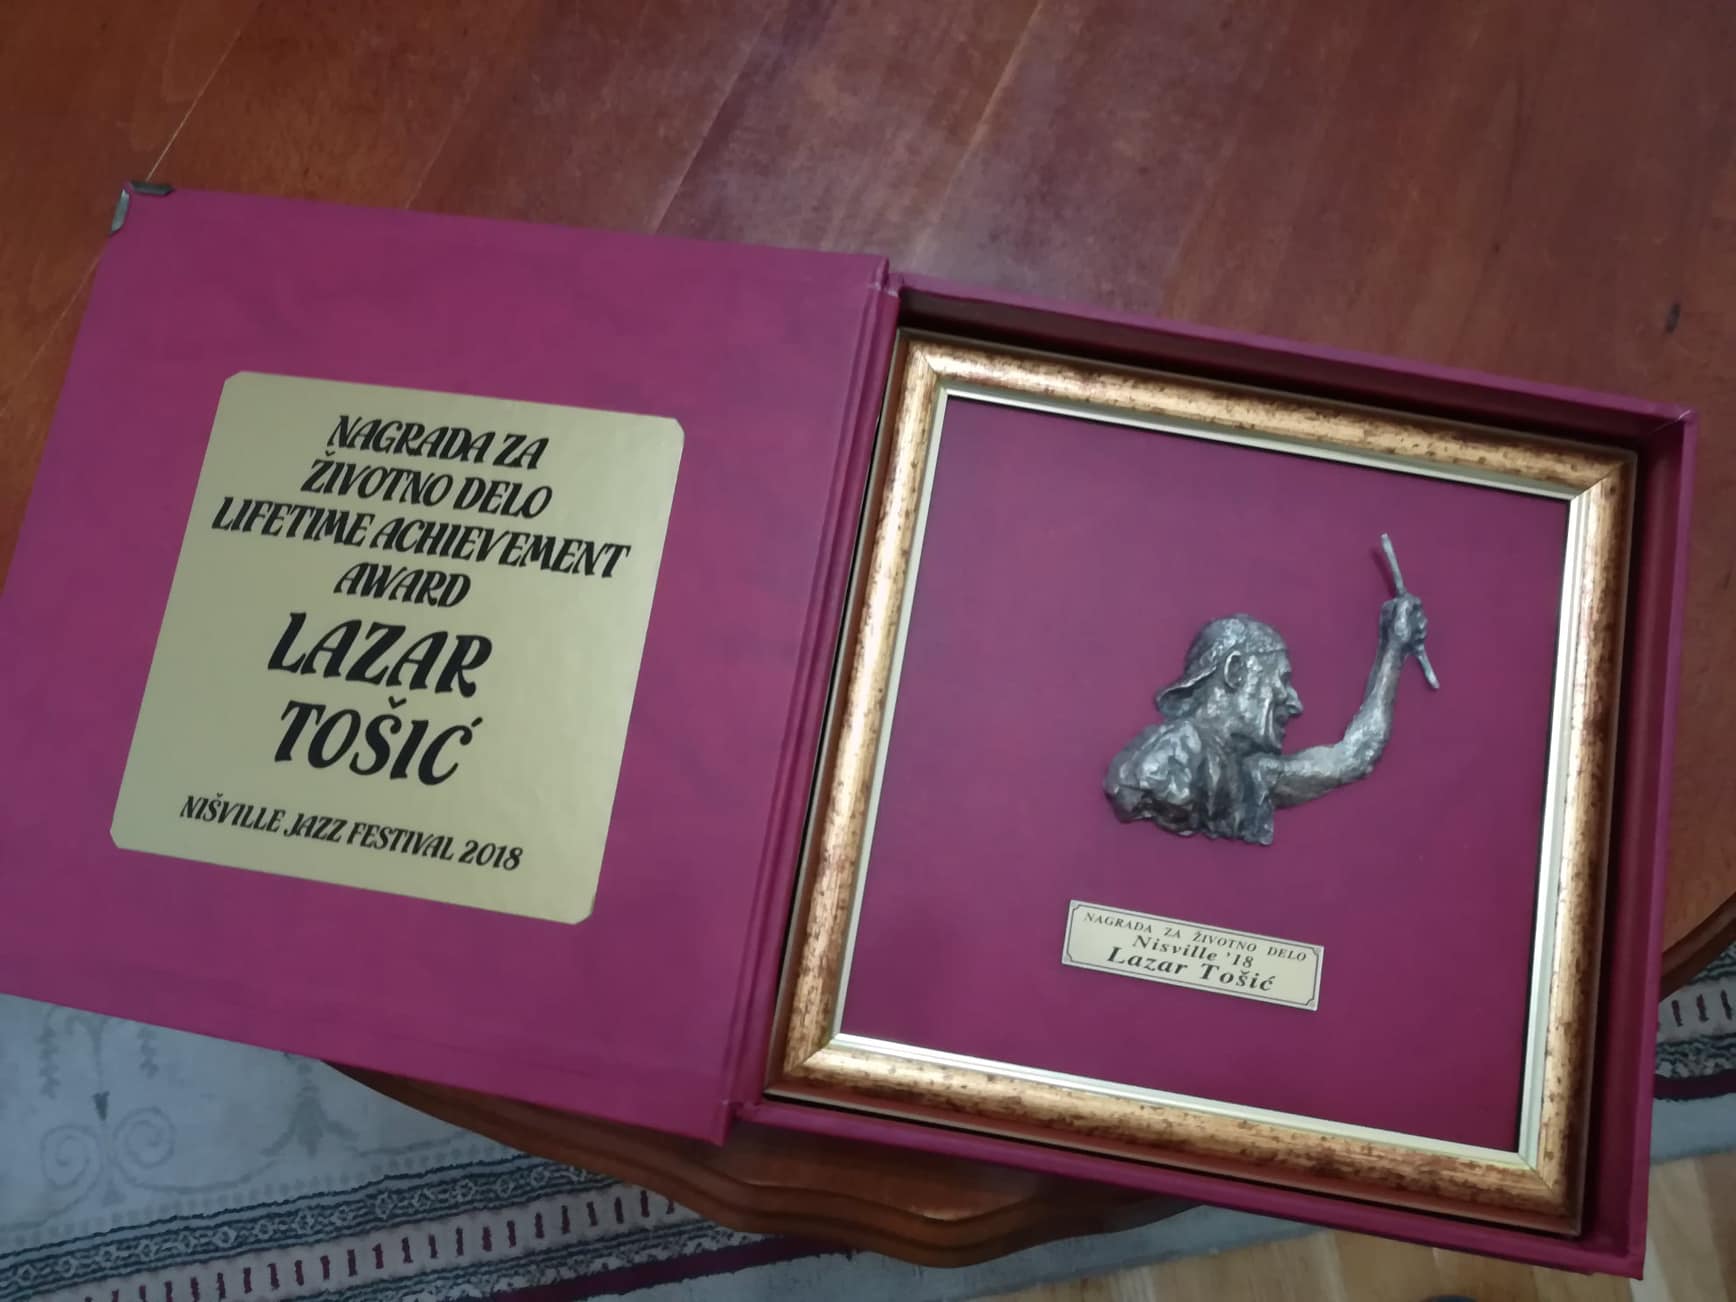 NAGRADA ZA
ŽIVOTNO DELO
LIFETIME ACHIEVEMENT
AWARD
LAZAR
TOŠIĆ
NIŠVILLE JAZZ FESTIVAL 2018
NAGRADA ZA ŽIVOTNO DELO
Nisville '18
Lazar Tošić